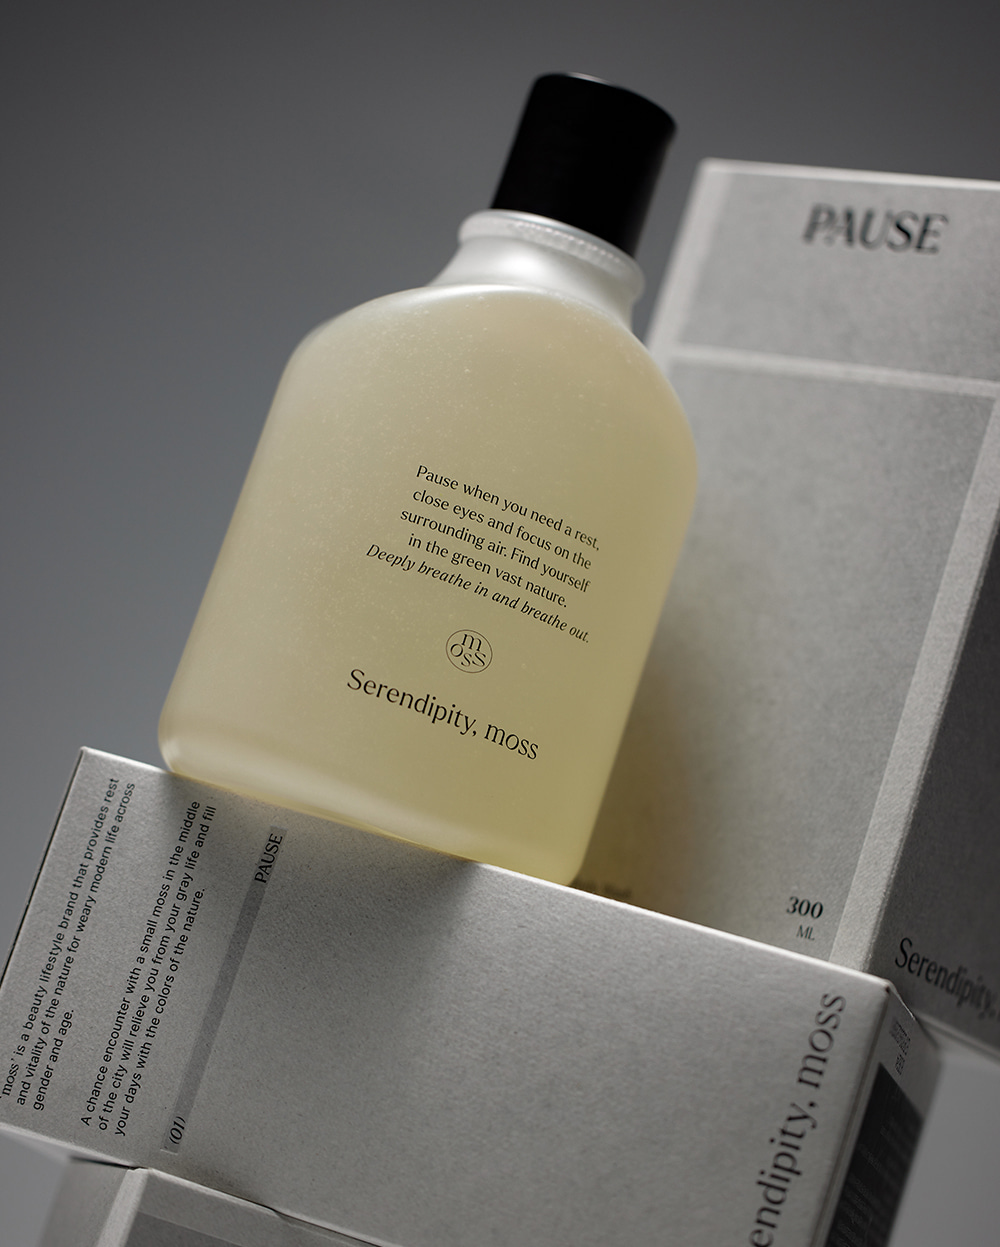 PAUSE
Pause when you need a rest,
close eyes and focus on the
surrounding air. Find yourself
in the green vast nature.
Deeply breathe in and breathe out.
moss
Serendipity, moss
300
ML
Serendipity,
'moss' is a beauty lifestyle brand that provides rest
and vitality of the nature for weary modern life across
gender and age.
A chance encounter with a small moss in the middle
of the city will relieve you from your gray life and fill
your days with the colors of the nature.
(01)
PAUSE
endipity, moss